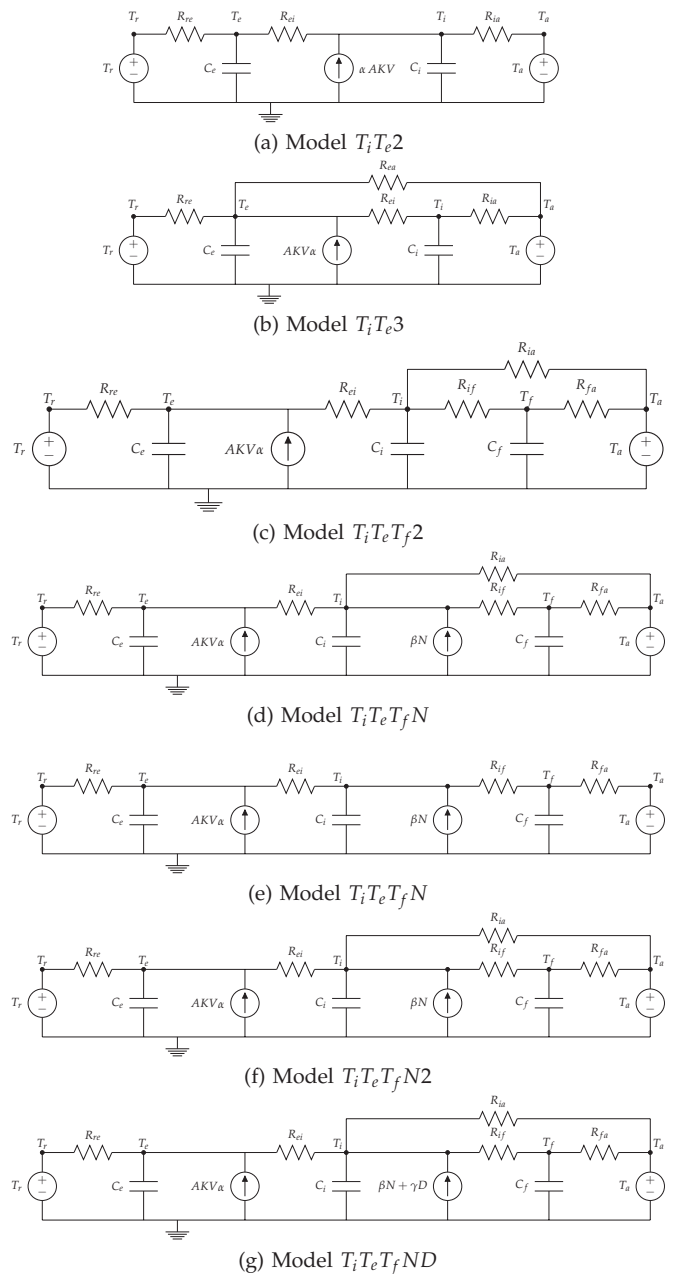 T_r R_re T_e R_ei T_i R_ia T_a
T_r + − C_e α AKV C_i T_a + −
(a) Model T_iT_e2
R_ea
T_r R_re T_e R_ei T_i R_ia T_a
T_r + − C_e AKVα C_i T_a + −
(b) Model T_iT_e3
R_ia
T_r R_re T_e R_ei T_i R_if T_f R_fa T_a
T_r + − C_e AKVα C_i C_f T_a + −
(c) Model T_iT_eT_f2
R_ia
T_r R_re T_e R_ei T_i R_if T_f R_fa T_a
T_r + − C_e AKVα C_i βN C_f T_a + −
(d) Model T_iT_eT_fN
T_r R_re T_e R_ei T_i R_if T_f R_fa T_a
T_r + − C_e AKVα C_i βN C_f T_a + −
(e) Model T_iT_eT_fN
R_ia
T_r R_re T_e R_ei T_i R_if T_f R_fa T_a
T_r + − C_e AKVα C_i βN C_f T_a + −
(f) Model T_iT_eT_fN2
R_ia
T_r R_re T_e R_ei T_i R_if T_f R_fa T_a
T_r + − C_e AKVα C_i βN + γD C_f T_a + −
(g) Model T_iT_eT_fND